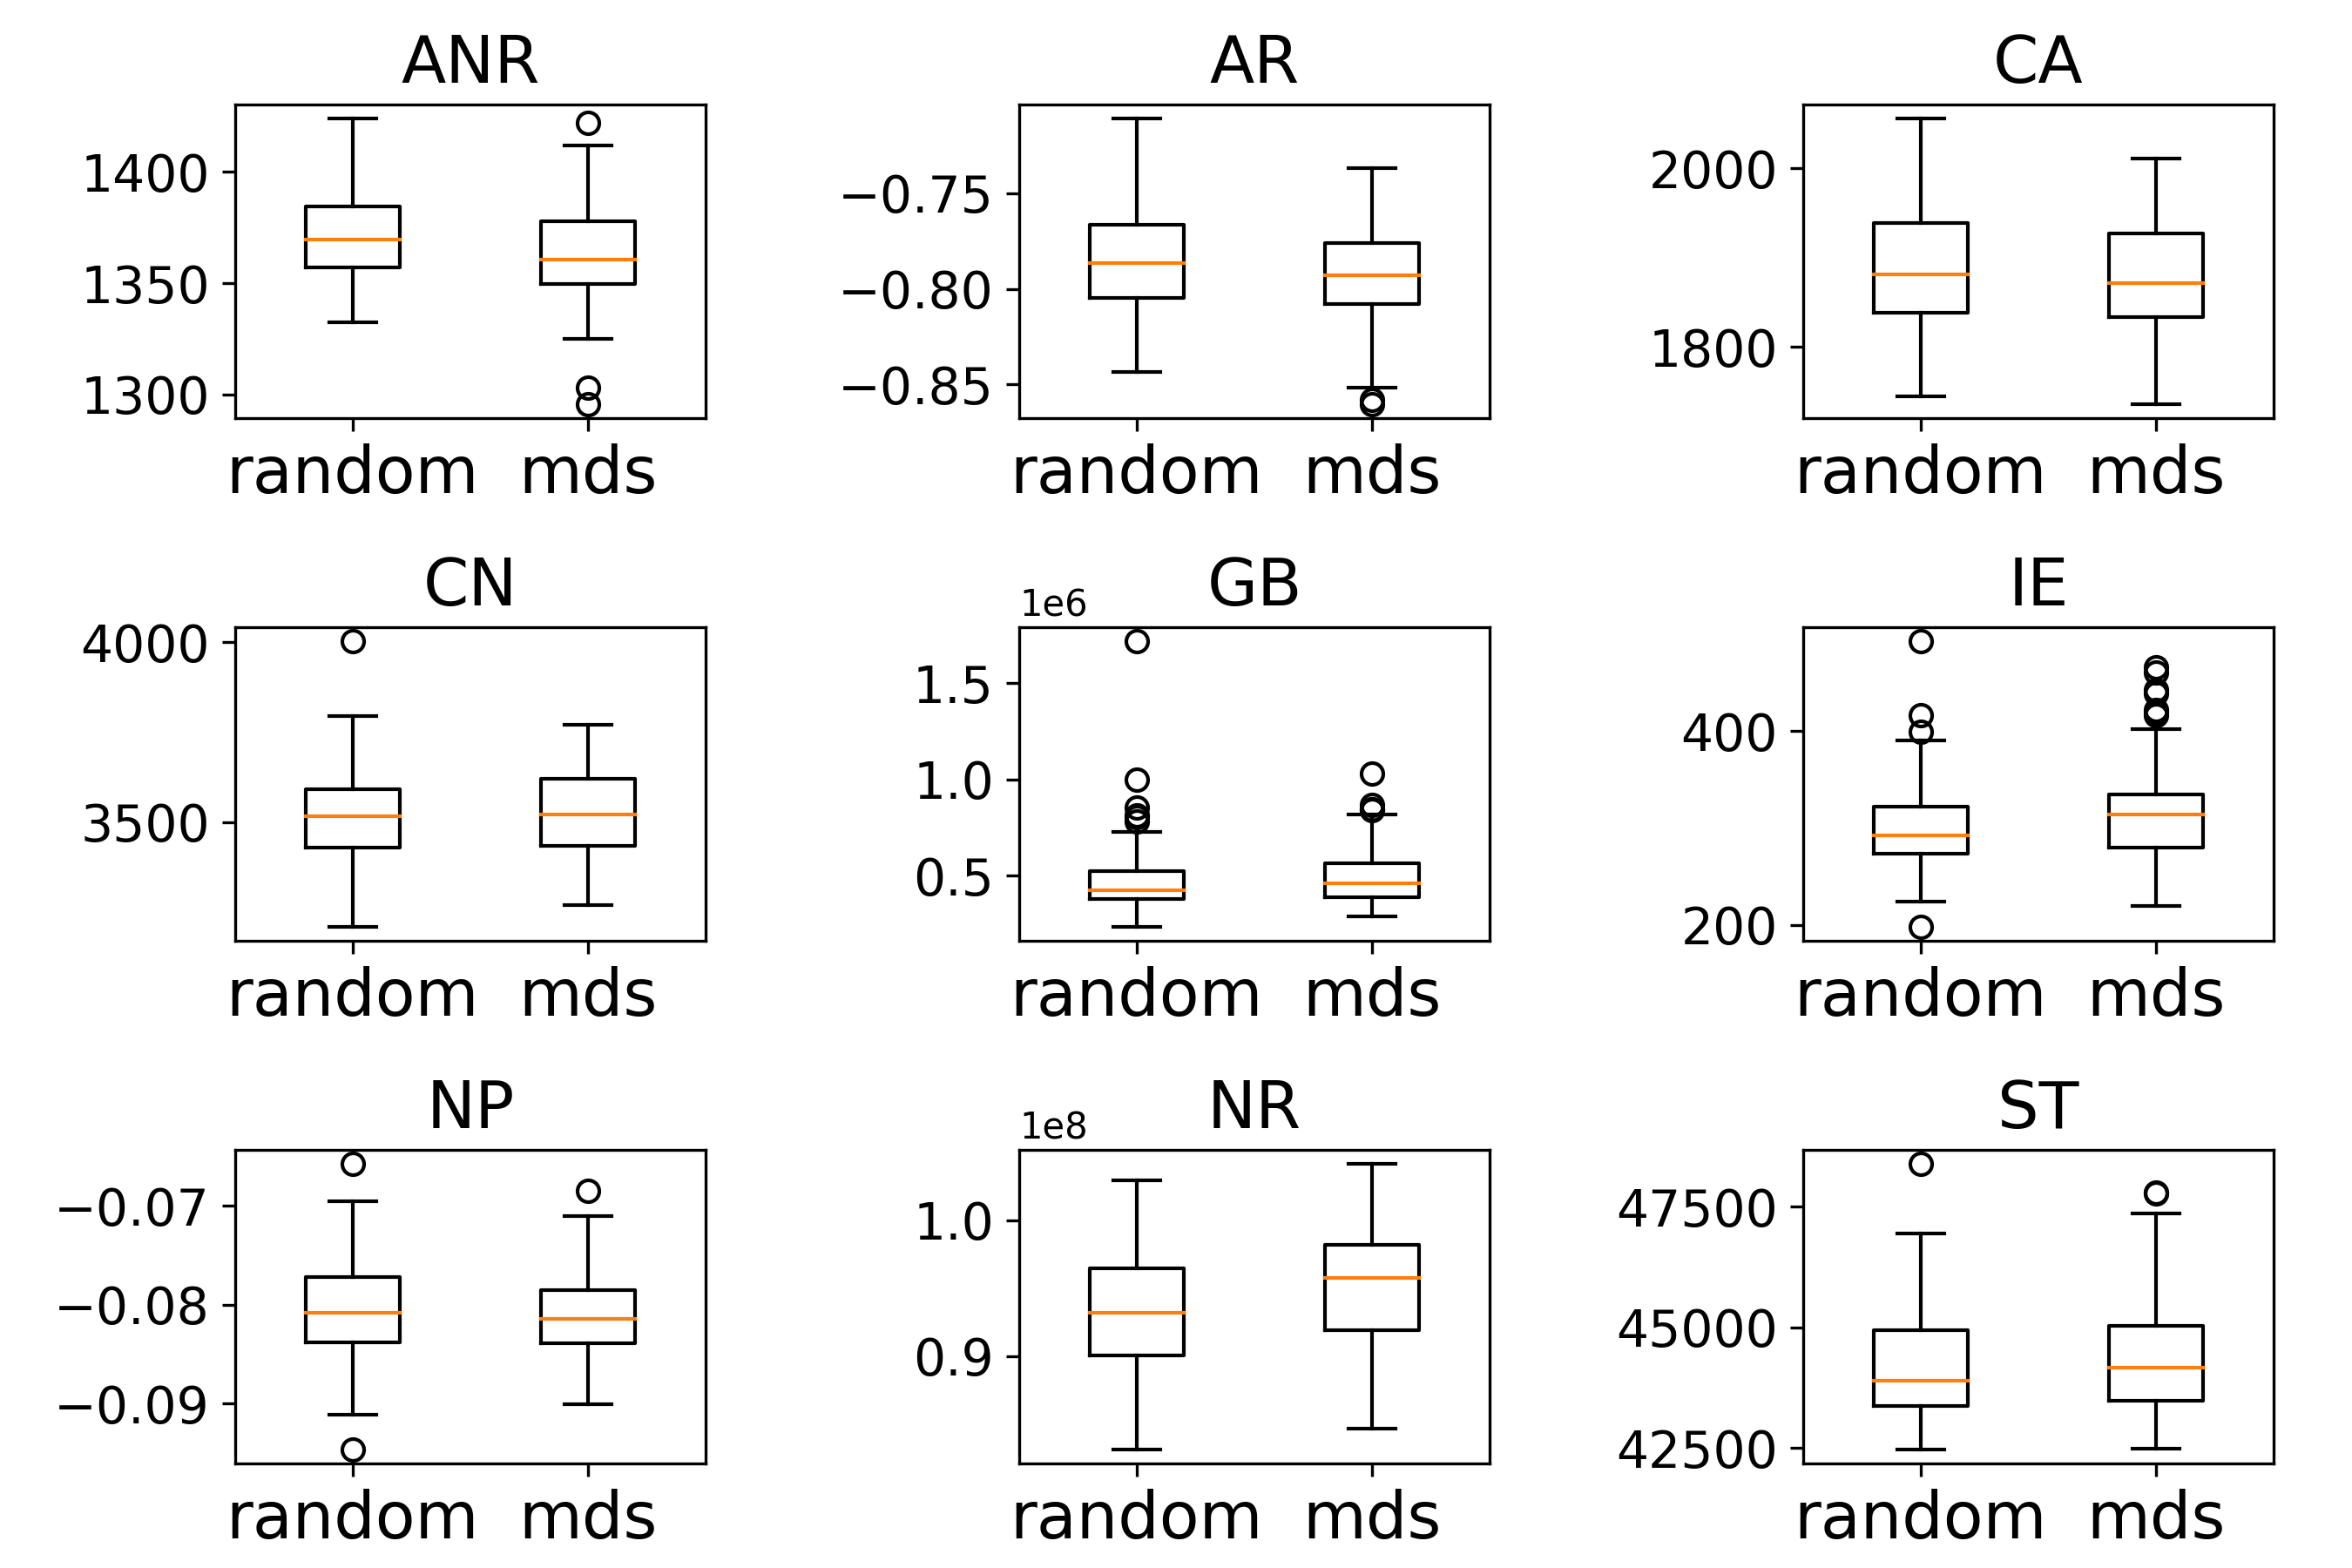 ANR
1400
1350
1300
random mds
AR
−0.75
−0.80
−0.85
random mds
CA
2000
1800
random mds
CN
4000
3500
random mds
GB
1e6
1.5
1.0
0.5
random mds
IE
400
200
random mds
NP
−0.07
−0.08
−0.09
random mds
NR
1e8
1.0
0.9
random mds
ST
47500
45000
42500
random mds